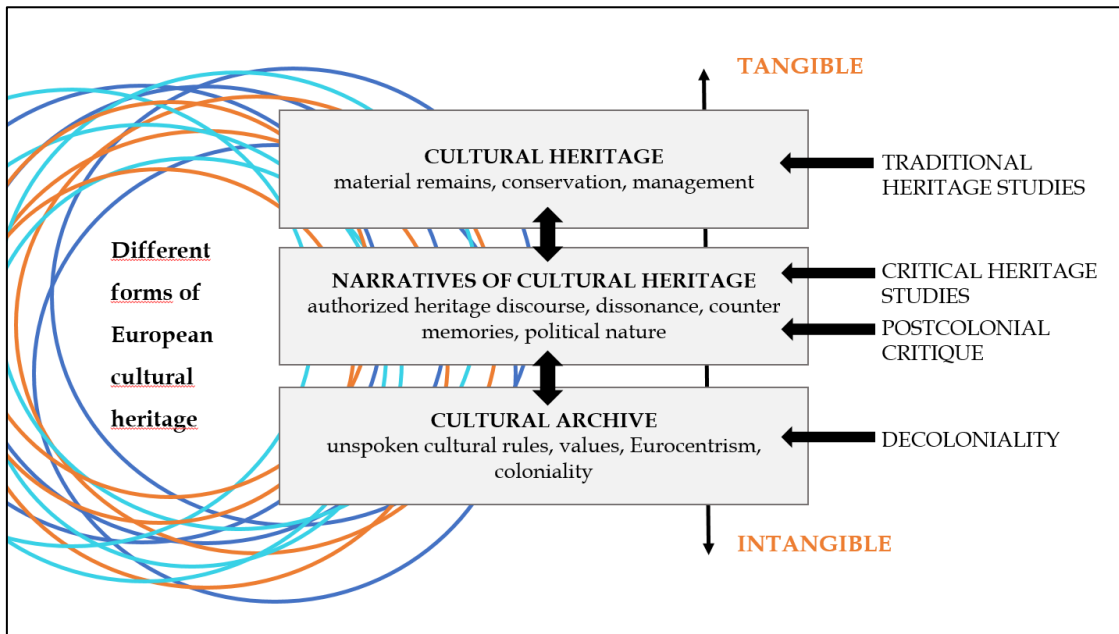 TANGIBLE
CULTURAL HERITAGE
material remains, conservation, management
TRADITIONAL
HERITAGE STUDIES
Different
forms of
European
cultural
heritage
NARRATIVES OF CULTURAL HERITAGE
authorized heritage discourse, dissonance, counter
memories, political nature
CRITICAL HERITAGE
STUDIES
POSTCOLONIAL
CRITIQUE
CULTURAL ARCHIVE
unspoken cultural rules, values, Eurocentrism,
coloniality
DECOLONIALITY
INTANGIBLE